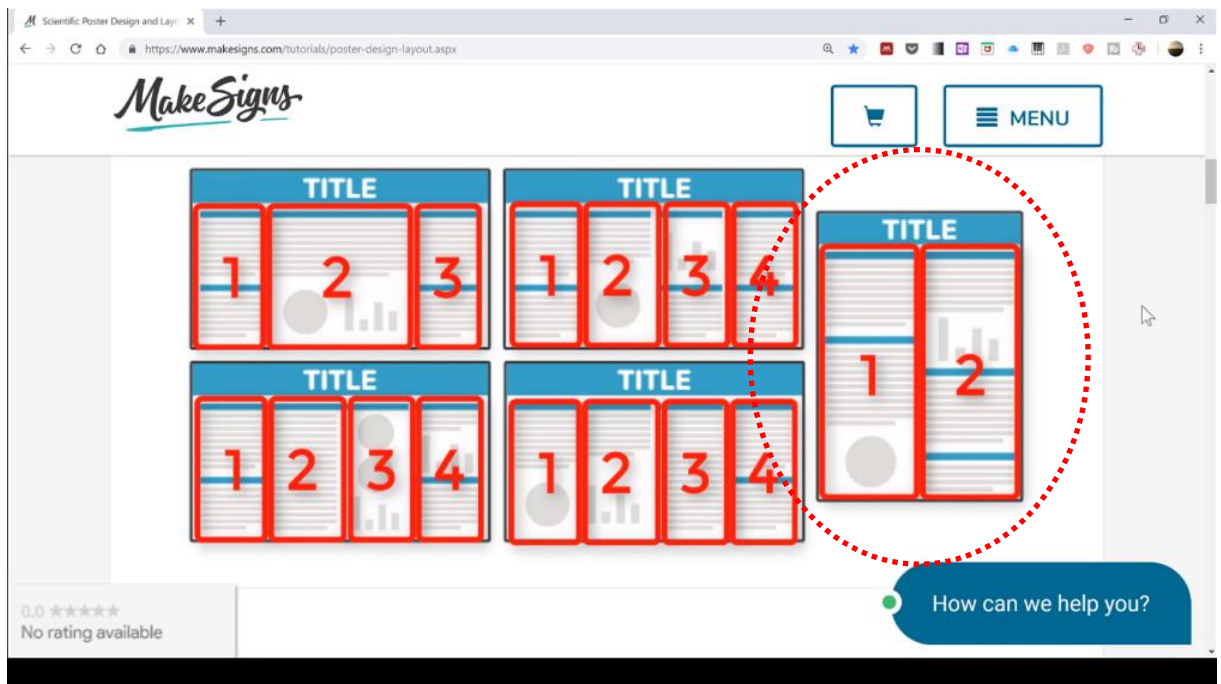 Scientific Poster Design and Layo
https://www.makesigns.com/tutorials/poster-design-layout.aspx
MakeSigns
MENU
TITLE
1 2 3
TITLE
1 2 3 4
TITLE
1 2
TITLE
1 2 3 4
TITLE
1 2 3 4
0.0 ★★★★★
No rating available
How can we help you?